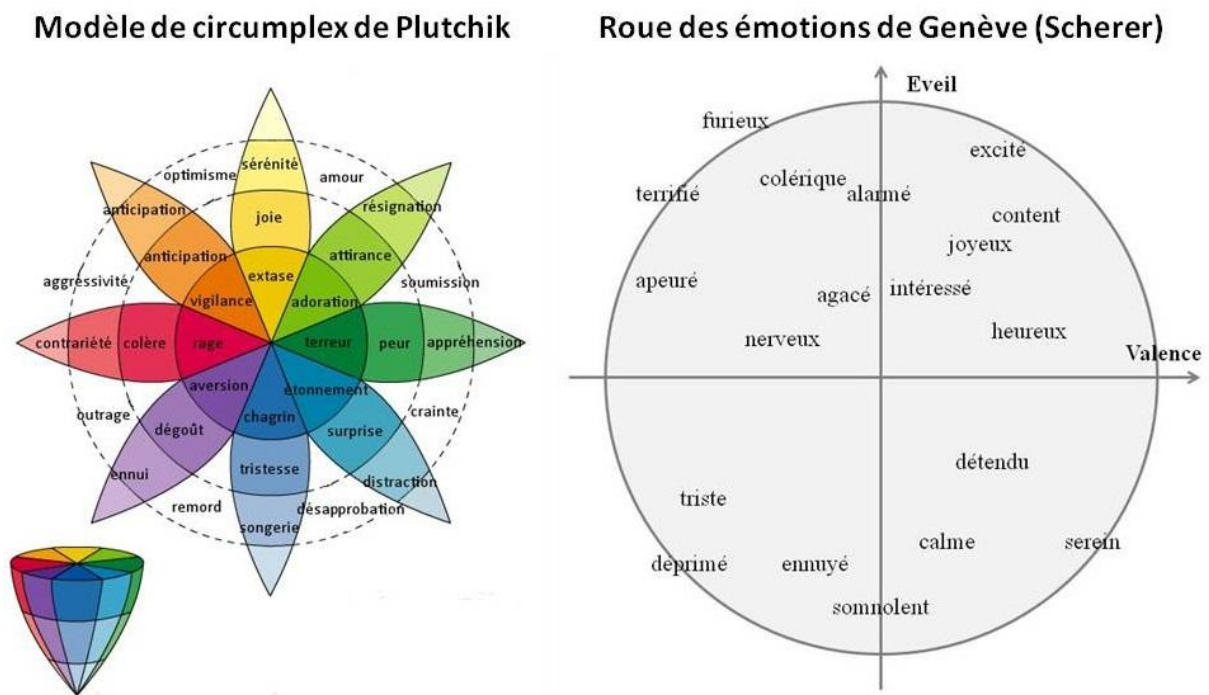 Modèle de circumplex de Plutchik
sérénité
optimisme
amour
anticipation
résignation
joie
anticipation
attirance
aggressivité
extase
soumission
vigilance
adoration
contrariété
colère
rage
terreur
peur
appréhension
aversion
étonnement
outrage
chagrin
crainte
dégoût
surprise
ennui
tristesse
distraction
remord
désapprobation
songerie
Roue des émotions de Genève (Scherer)
Eveil
furieux
excité
colérique
terrifié
alarmé
content
joyeux
apeuré
agacé
intéressé
nerveux
heureux
Valence
détendu
triste
calme
serein
deprimé
ennuyé
somnolent